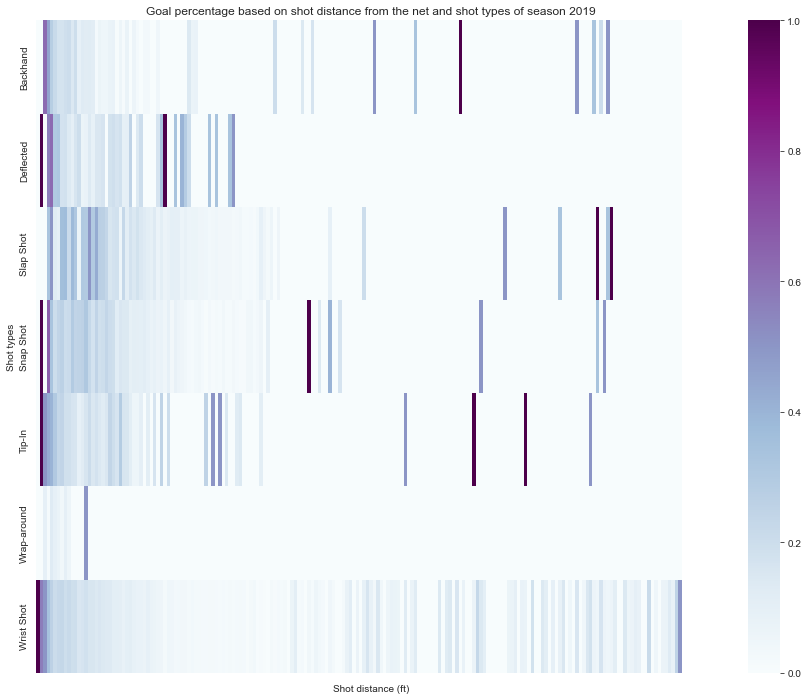 Goal percentage based on shot distance from the net and shot types of season 2019
Shot types
Backhand
Deflected
Slap Shot
Snap Shot
Tip-In
Wrap-around
Wrist Shot
Shot distance (ft)
1.0
0.8
0.6
0.4
0.2
0.0